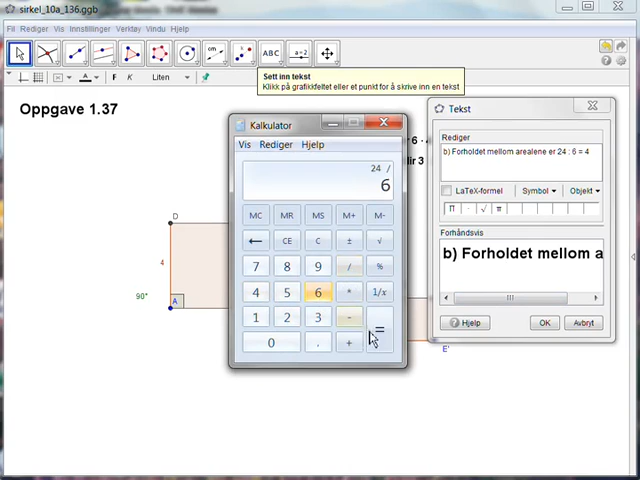 sirkel_10a_136.ggb
Fil Rediger Vis Innstillinger Verktøy Vindu Hjelp
ABC
a=2
Liten
Sett inn tekst
Klikk på grafikkfeltet eller et punkt for å skrive inn en tekst
Oppgave 1.37
Kalkulator
Vis Rediger Hjelp
24 /
6
MC MR MS M+ M-
← CE C ± √
7 8 9 / %
4 5 6 * 1/x
1 2 3 - =
0 . +
r 6 ·
lir 3
D
4
90°
A
E'
Tekst
Rediger
b) Forholdet mellom arealene er 24 : 6 = 4
LaTeX-formel Symbol Objekt
π √ π
Forhåndsvis
b) Forholdet mellom a
Hjelp OK Avbryt